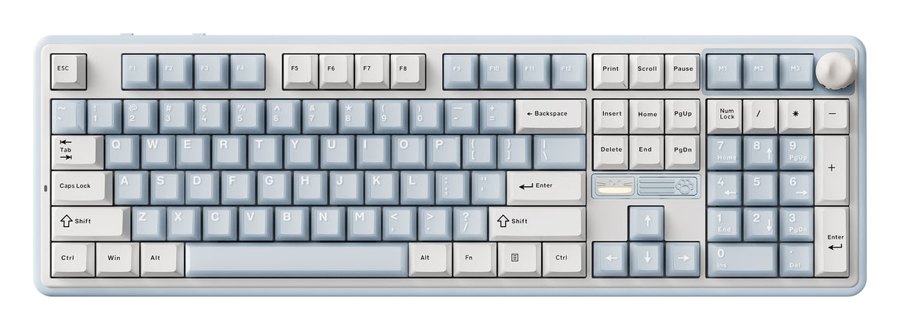 ESC F1 F2 F3 F4 F5 F6 F7 F8 F9 F10 F11 F12 Print Scroll Pause M1 M2 M3
~ ! @ # $ % ^ & * ( ) _ +
` 1 2 3 4 5 6 7 8 9 0 - = ← Backspace Insert Home PgUp Num Lock / * −
Tab Q W E R T Y U I O P { [ } ] | \ Delete End PgDn 7 Home 8 ↑ 9 PgUp +
Caps Lock A S D F G H J K L : ; " ' Enter 4 ← 5 6 →
Shift Z X C V B N M < , > . ? / Shift ↑ 1 End 2 ↓ 3 PgDn Enter
Ctrl Win Alt Alt Fn Ctrl ← ↓ → 0 Ins . Del